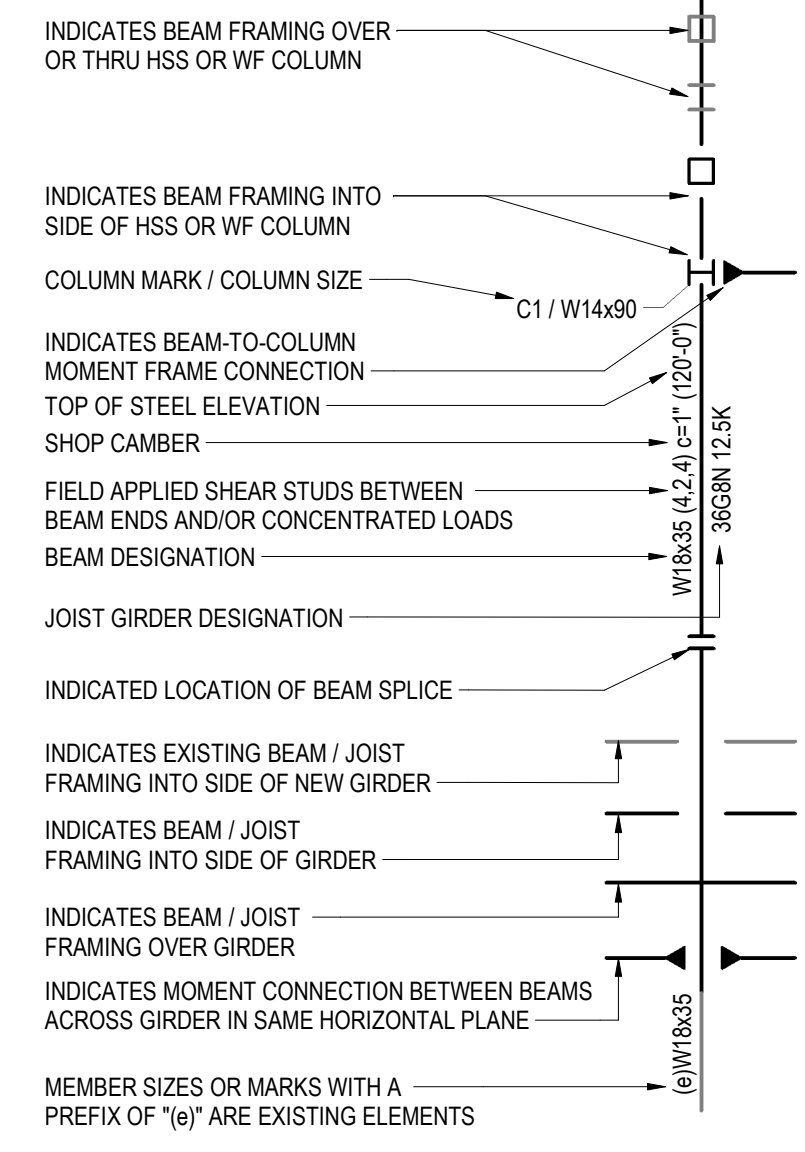 INDICATES BEAM FRAMING OVER
OR THRU HSS OR WF COLUMN
INDICATES BEAM FRAMING INTO
SIDE OF HSS OR WF COLUMN
COLUMN MARK / COLUMN SIZE
C1 / W14x90
INDICATES BEAM-TO-COLUMN
MOMENT FRAME CONNECTION
TOP OF STEEL ELEVATION
SHOP CAMBER
FIELD APPLIED SHEAR STUDS BETWEEN
BEAM ENDS AND/OR CONCENTRATED LOADS
BEAM DESIGNATION
W18x35 (4,2,4) c=1" (120'-0")
36G8N 12.5K
JOIST GIRDER DESIGNATION
INDICATED LOCATION OF BEAM SPLICE
INDICATES EXISTING BEAM / JOIST
FRAMING INTO SIDE OF NEW GIRDER
INDICATES BEAM / JOIST
FRAMING INTO SIDE OF GIRDER
INDICATES BEAM / JOIST
FRAMING OVER GIRDER
INDICATES MOMENT CONNECTION BETWEEN BEAMS
ACROSS GIRDER IN SAME HORIZONTAL PLANE
(e)W18x35
MEMBER SIZES OR MARKS WITH A
PREFIX OF "(e)" ARE EXISTING ELEMENTS